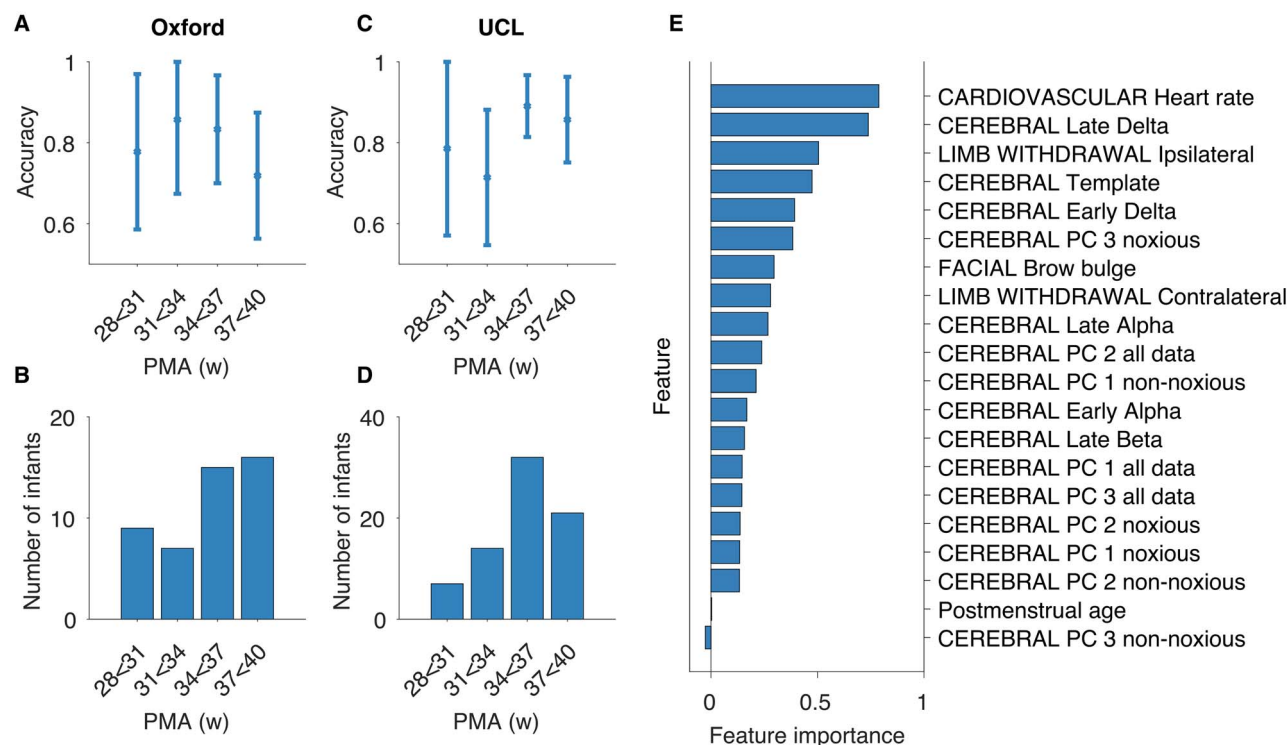 A
Oxford
1
0.8
0.6
Accuracy
28<31
31<34
34<37
37<40
PMA (w)
B
20
10
0
Number of infants
28<31
31<34
34<37
37<40
PMA (w)
C
UCL
1
0.8
0.6
Accuracy
28<31
31<34
34<37
37<40
PMA (w)
D
40
20
0
Number of infants
28<31
31<34
34<37
37<40
PMA (w)
E
Feature
CARDIOVASCULAR Heart rate
CEREBRAL Late Delta
LIMB WITHDRAWAL Ipsilateral
CEREBRAL Template
CEREBRAL Early Delta
CEREBRAL PC 3 noxious
FACIAL Brow bulge
LIMB WITHDRAWAL Contralateral
CEREBRAL Late Alpha
CEREBRAL PC 2 all data
CEREBRAL PC 1 non-noxious
CEREBRAL Early Alpha
CEREBRAL Late Beta
CEREBRAL PC 1 all data
CEREBRAL PC 3 all data
CEREBRAL PC 2 noxious
CEREBRAL PC 1 noxious
CEREBRAL PC 2 non-noxious
Postmenstrual age
CEREBRAL PC 3 non-noxious
0
0.5
1
Feature importance